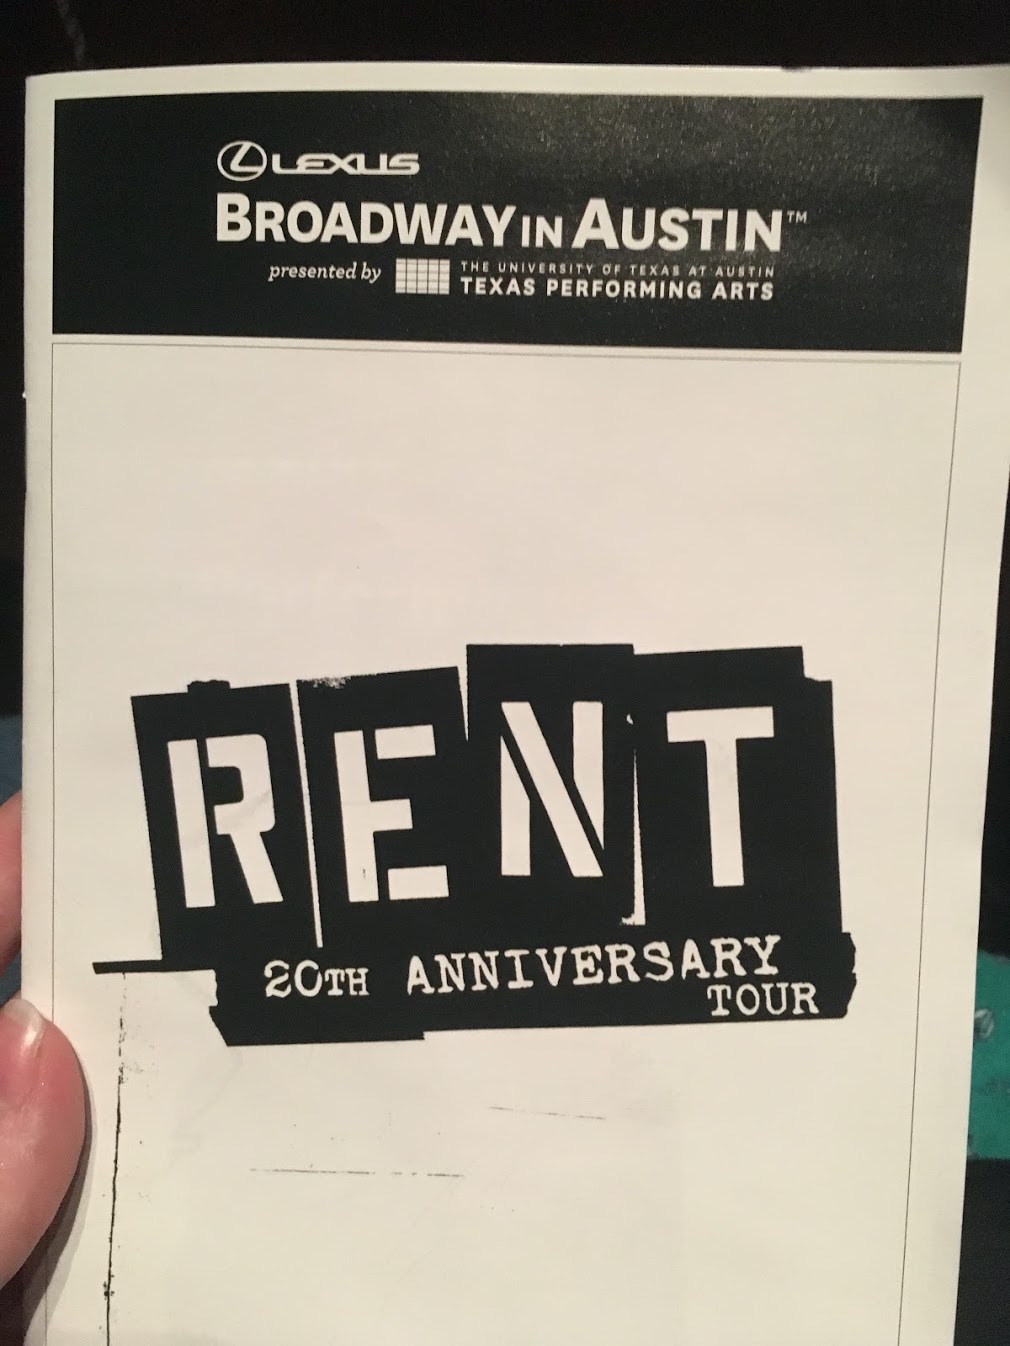 LEXUS
BROADWAY IN AUSTIN™
presented by
THE UNIVERSITY OF TEXAS AT AUSTIN
TEXAS PERFORMING ARTS
RENT
20TH ANNIVERSARY
TOUR